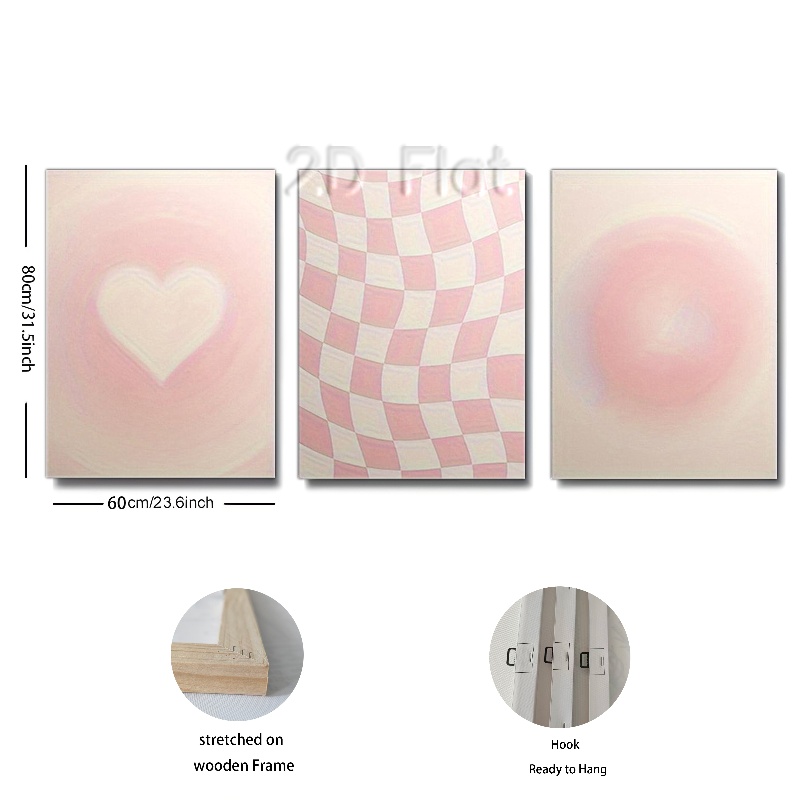 2D Flat
80cm/31.5inch
60cm/23.6inch
stretched on
wooden Frame
Hook
Ready to Hang